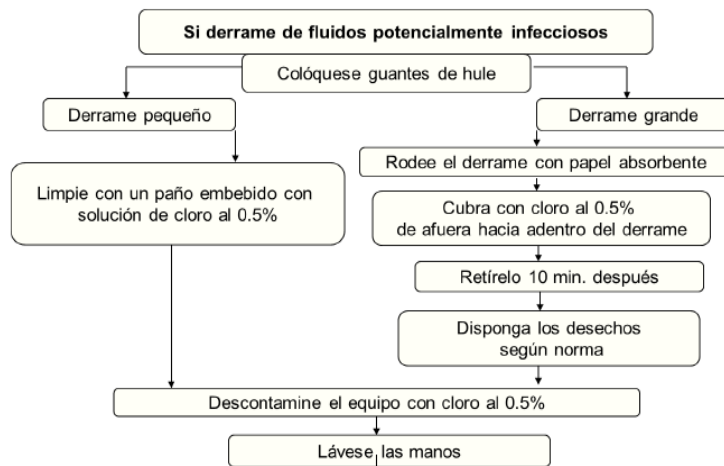 Si derrame de fluidos potencialmente infecciosos
Colóquese guantes de hule
Derrame pequeño
Derrame grande
Rodee el derrame con papel absorbente
Limpie con un paño embebido con
solución de cloro al 0.5%
Cubra con cloro al 0.5%
de afuera hacia adentro del derrame
Retírelo 10 min. después
Disponga los desechos
según norma
Descontamine el equipo con cloro al 0.5%
Lávese las manos